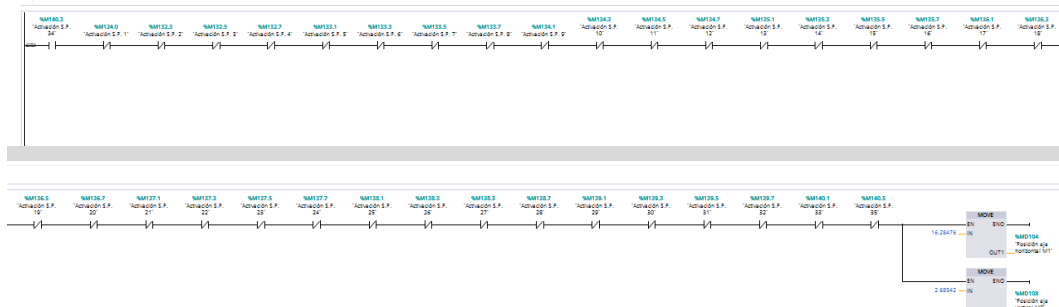 %M140.3
"Activación S.P.
34"
%M124.0
"Activación S.P. 1"
%M132.3
"Activación S.P. 2"
%M132.5
"Activación S.P. 3"
%M132.7
"Activación S.P. 4"
%M133.1
"Activación S.P. 5"
%M133.3
"Activación S.P. 6"
%M133.5
"Activación S.P. 7"
%M133.7
"Activación S.P. 8"
%M134.1
"Activación S.P. 9"
%M134.3
"Activación S.P.
10"
%M134.5
"Activación S.P.
11"
%M134.7
"Activación S.P.
12"
%M135.1
"Activación S.P.
13"
%M135.3
"Activación S.P.
14"
%M135.5
"Activación S.P.
15"
%M135.7
"Activación S.P.
16"
%M136.1
"Activación S.P.
17"
%M136.3
"Activación S.P.
18"
%M136.5
"Activación S.P.
19"
%M136.7
"Activación S.P.
20"
%M137.1
"Activación S.P.
21"
%M137.3
"Activación S.P.
22"
%M137.5
"Activación S.P.
23"
%M137.7
"Activación S.P.
24"
%M138.1
"Activación S.P.
25"
%M138.3
"Activación S.P.
26"
%M138.5
"Activación S.P.
27"
%M138.7
"Activación S.P.
28"
%M139.1
"Activación S.P.
29"
%M139.3
"Activación S.P.
30"
%M139.5
"Activación S.P.
31"
%M139.7
"Activación S.P.
32"
%M140.1
"Activación S.P.
33"
%M140.5
"Activación S.P.
35"
MOVE
EN ENO
16.28476 IN
OUT1
%MD104
"Posición eje
horizontal M1"
MOVE
EN ENO
2.68542 IN
%MD108
"Posición eje